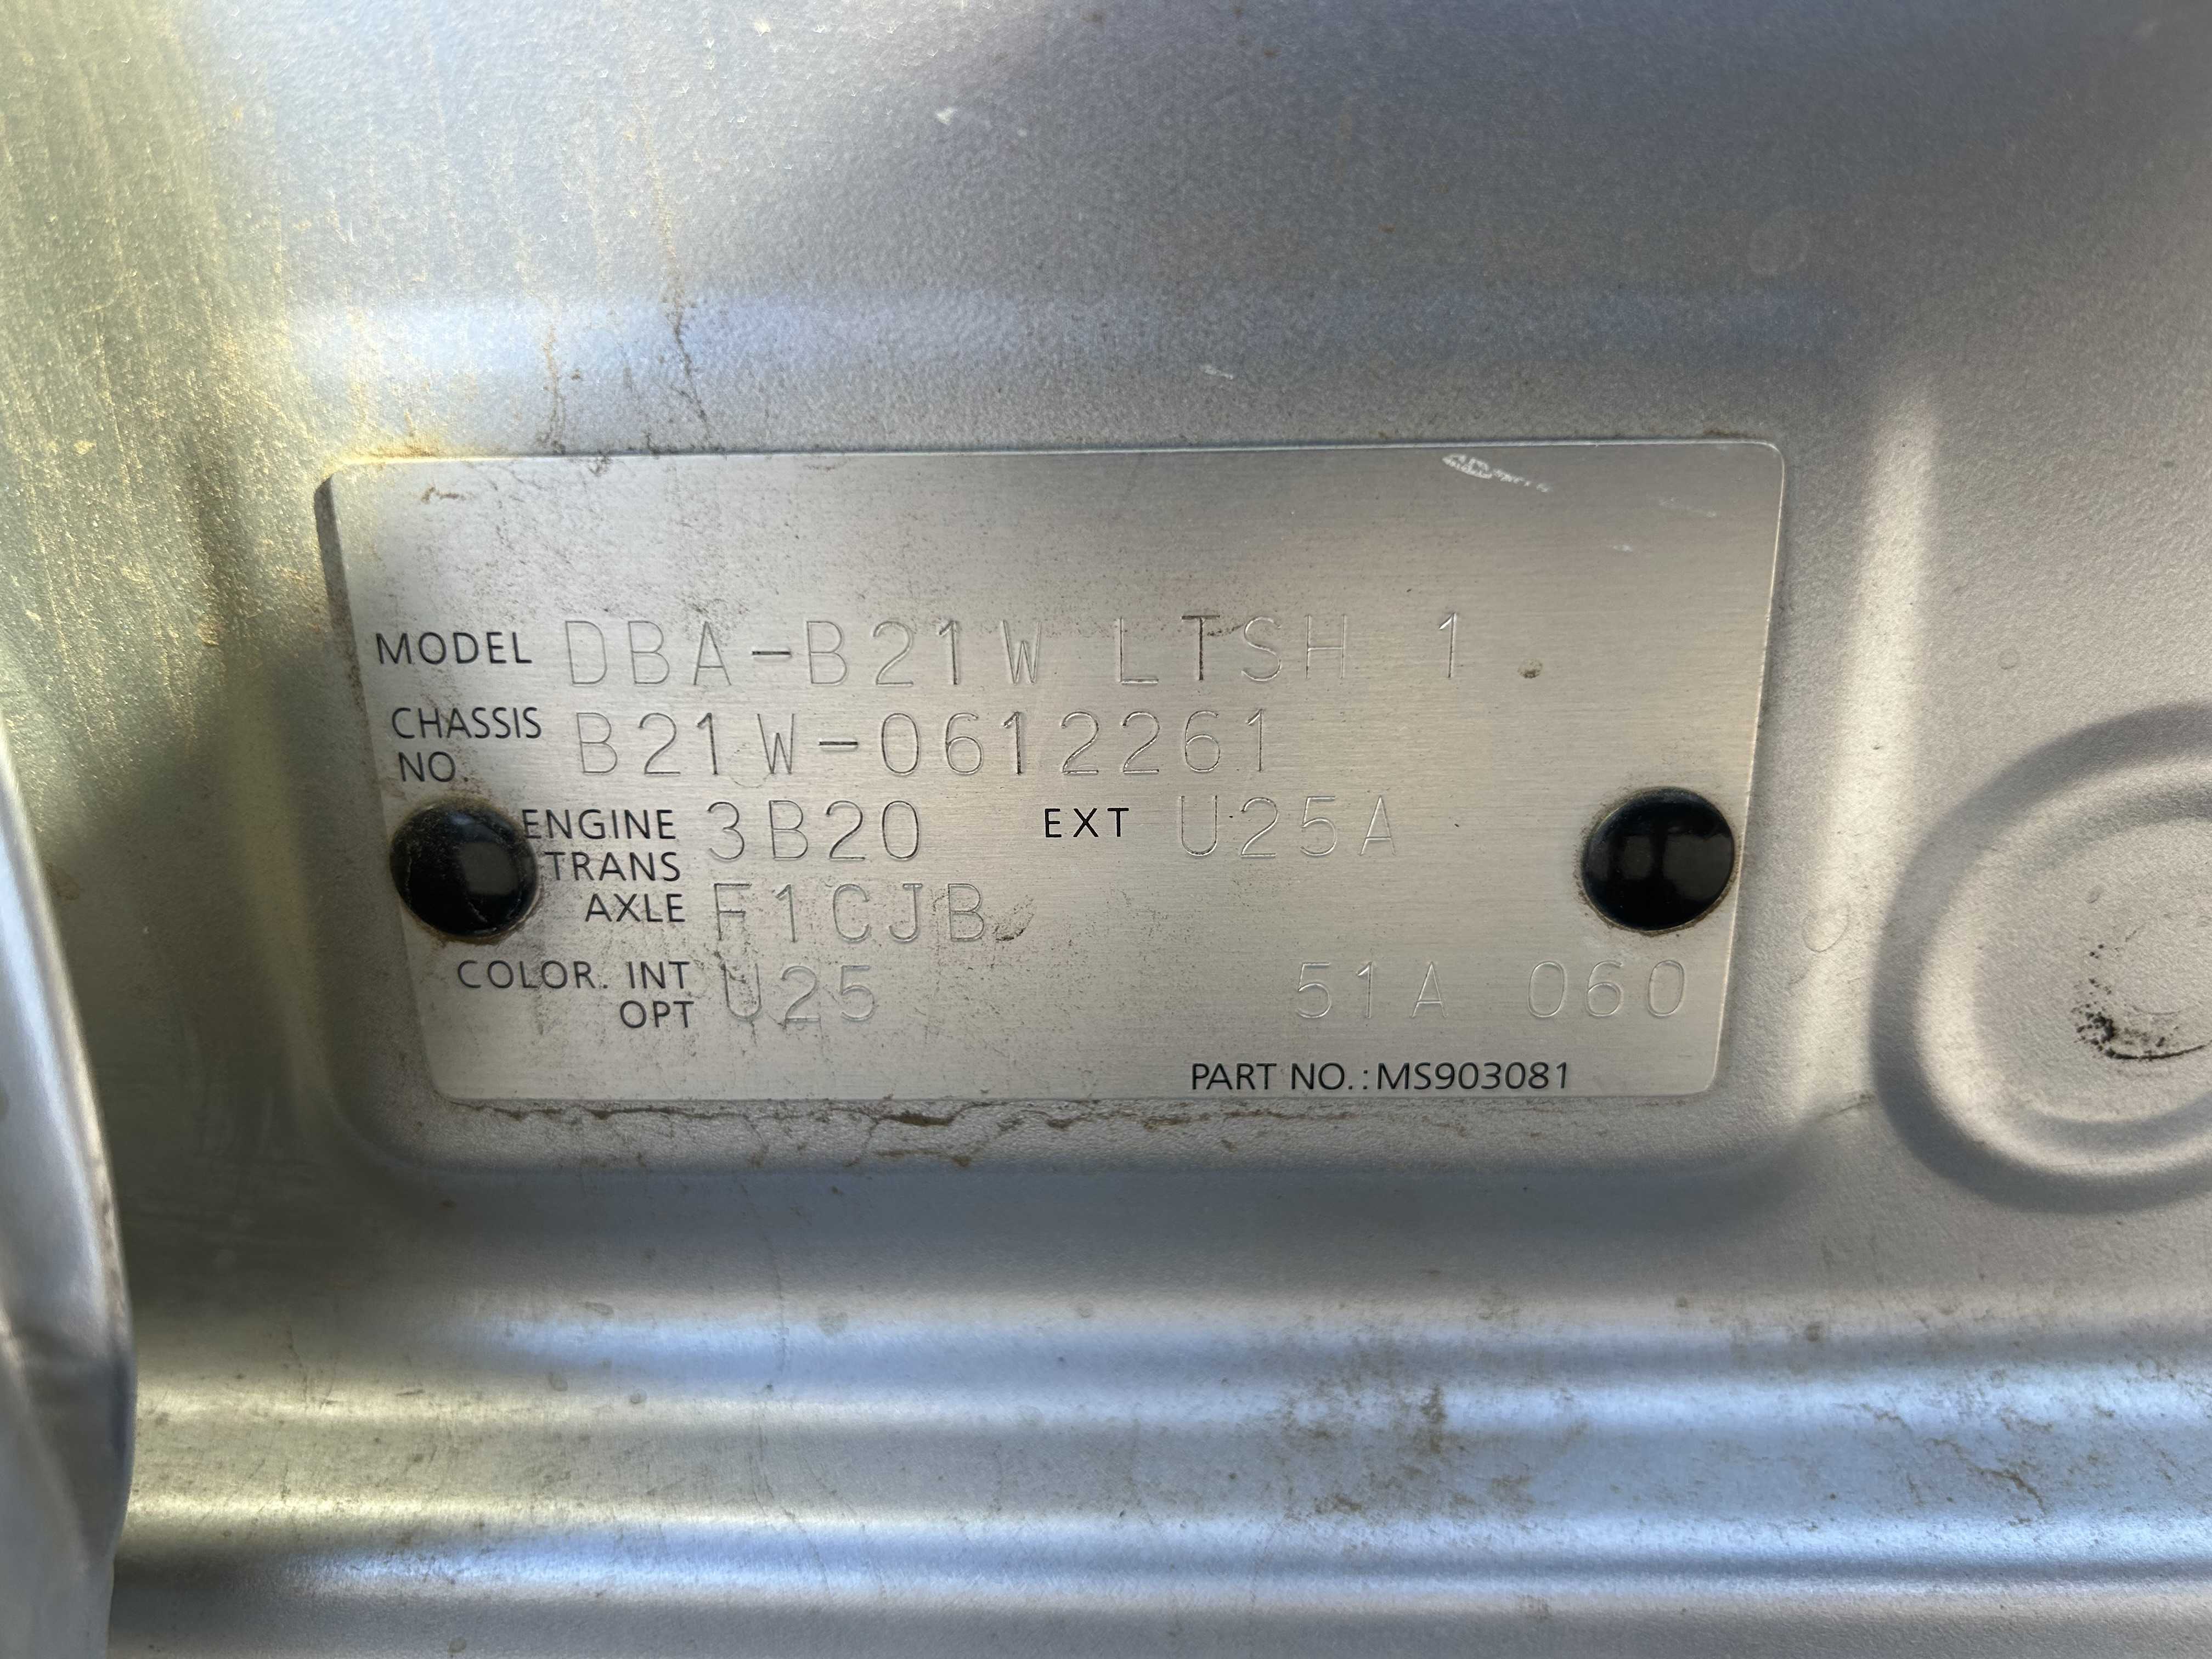 MODEL DBA-B21W LTSH 1
CHASSIS NO. B21W-0612261
ENGINE 3B20 EXT U25A
TRANS AXLE F1CJB
COLOR. INT OPT U25 51A 060
PART NO.:MS903081